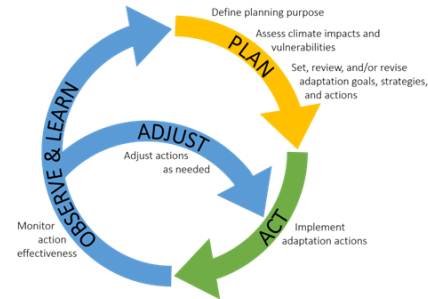 Define planning purpose
PLAN
Assess climate impacts and
vulnerabilities
Set, review, and/or revise
adaptation goals, strategies,
and actions
OBSERVE & LEARN
ADJUST
Adjust actions
as needed
ACT
Implement
adaptation actions
Monitor
action
effectiveness